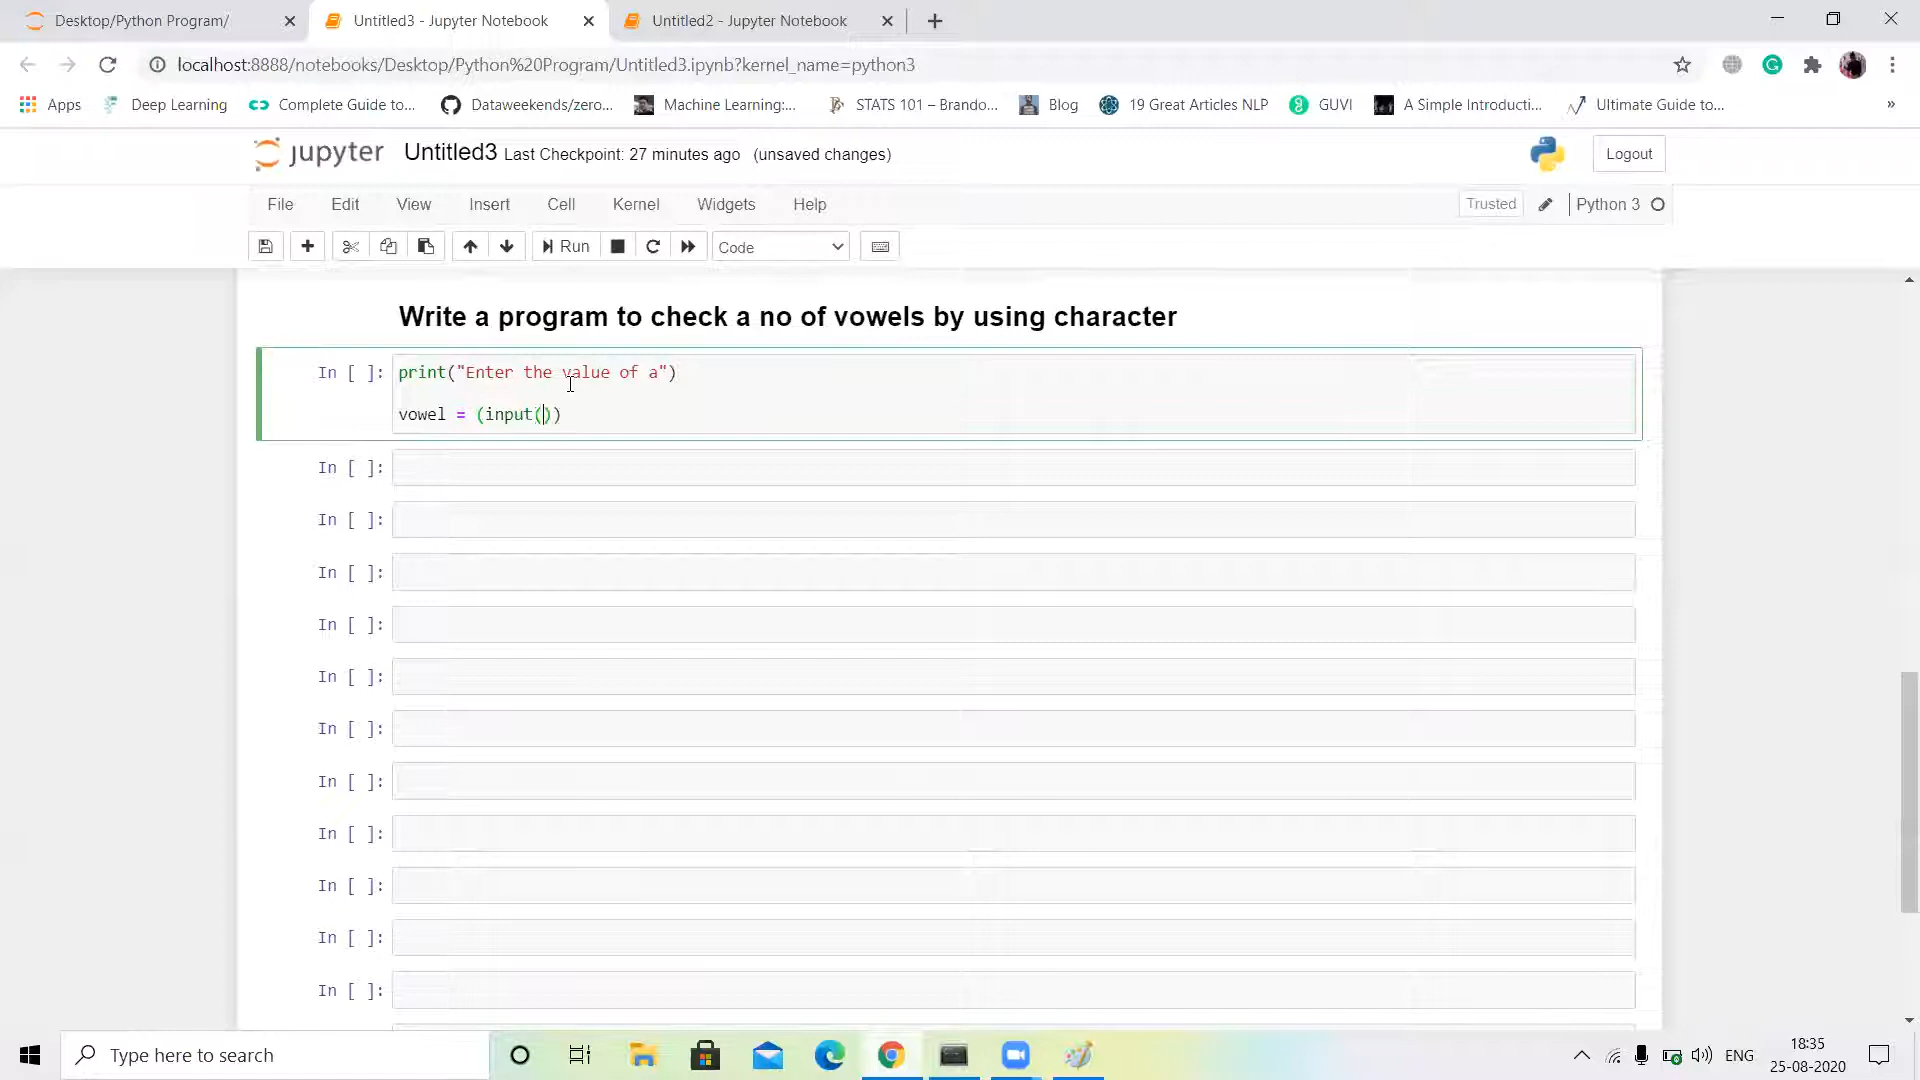 Desktop/Python Program/
Untitled3 - Jupyter Notebook
Untitled2 - Jupyter Notebook
localhost:8888/notebooks/Desktop/Python%20Program/Untitled3.ipynb?kernel_name=python3
Apps Deep Learning Complete Guide to... Dataweekends/zero... Machine Learning:... STATS 101 – Brando... Blog 19 Great Articles NLP GUVI A Simple Introducti... Ultimate Guide to... »
jupyter Untitled3 Last Checkpoint: 27 minutes ago (unsaved changes) Logout
File Edit View Insert Cell Kernel Widgets Help Trusted Python 3
Run Code
Write a program to check a no of vowels by using character
In [ ]: print("Enter the value of a")
vowel = (input())
In [ ]:
In [ ]:
In [ ]:
In [ ]:
In [ ]:
In [ ]:
In [ ]:
In [ ]:
In [ ]:
In [ ]:
In [ ]:
Type here to search
ENG
18:35
25-08-2020